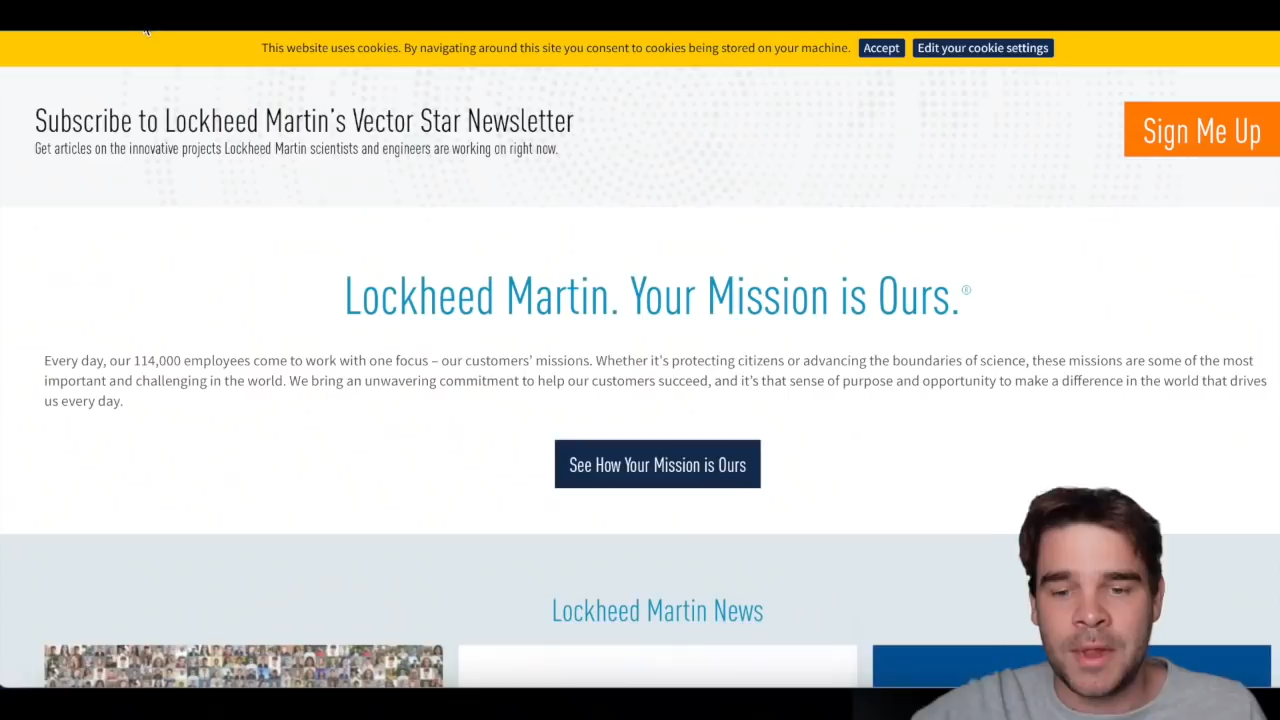 This website uses cookies. By navigating around this site you consent to cookies being stored on your machine. Accept Edit your cookie settings
Subscribe to Lockheed Martin's Vector Star Newsletter
Get articles on the innovative projects Lockheed Martin scientists and engineers are working on right now.
Sign Me Up
Lockheed Martin. Your Mission is Ours.®
Every day, our 114,000 employees come to work with one focus – our customers' missions. Whether it's protecting citizens or advancing the boundaries of science, these missions are some of the most
important and challenging in the world. We bring an unwavering commitment to help our customers succeed, and it's that sense of purpose and opportunity to make a difference in the world that drives
us every day.
See How Your Mission is Ours
Lockheed Martin News